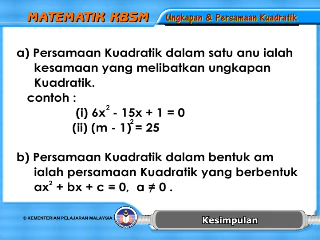 MATEMATIK KBSM
Ungkapan & Persamaan Kuadratik
a) Persamaan Kuadratik dalam satu anu ialah
kesamaan yang melibatkan ungkapan
Kuadratik.
contoh :
(i) 6x² - 15x + 1 = 0
(ii) (m - 1)² = 25
b) Persamaan Kuadratik dalam bentuk am
ialah persamaan Kuadratik yang berbentuk
ax² + bx + c = 0, a ≠ 0 .
© KEMENTERIAN PELAJARAN MALAYSIA
Kesimpulan